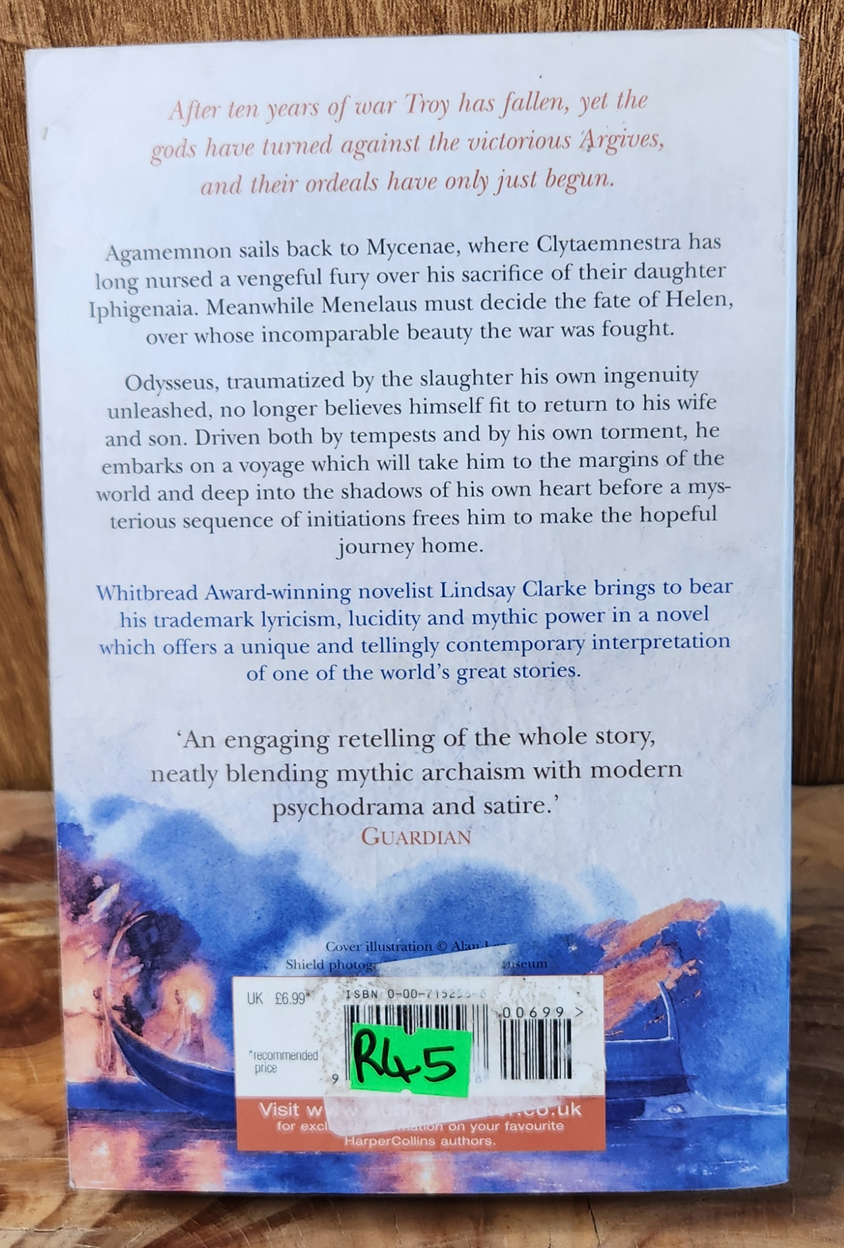 After ten years of war Troy has fallen, yet the
gods have turned against the victorious Argives,
and their ordeals have only just begun.
Agamemnon sails back to Mycenae, where Clytaemnestra has
long nursed a vengeful fury over his sacrifice of their daughter
Iphigenaia. Meanwhile Menelaus must decide the fate of Helen,
over whose incomparable beauty the war was fought.
Odysseus, traumatized by the slaughter his own ingenuity
unleashed, no longer believes himself fit to return to his wife
and son. Driven both by tempests and by his own torment, he
embarks on a voyage which will take him to the margins of the
world and deep into the shadows of his own heart before a mys-
terious sequence of initiations frees him to make the hopeful
journey home.
Whitbread Award-winning novelist Lindsay Clarke brings to bear
his trademark lyricism, lucidity and mythic power in a novel
which offers a unique and tellingly contemporary interpretation
of one of the world's great stories.
‘An engaging retelling of the whole story,
neatly blending mythic archaism with modern
psychodrama and satire.’
GUARDIAN
Cover illustration © Alan
Shield
UK £6.99*
ISBN
00699 >
*recommended
price
R45
9
Visit
for on your favourite
HarperCollins authors.